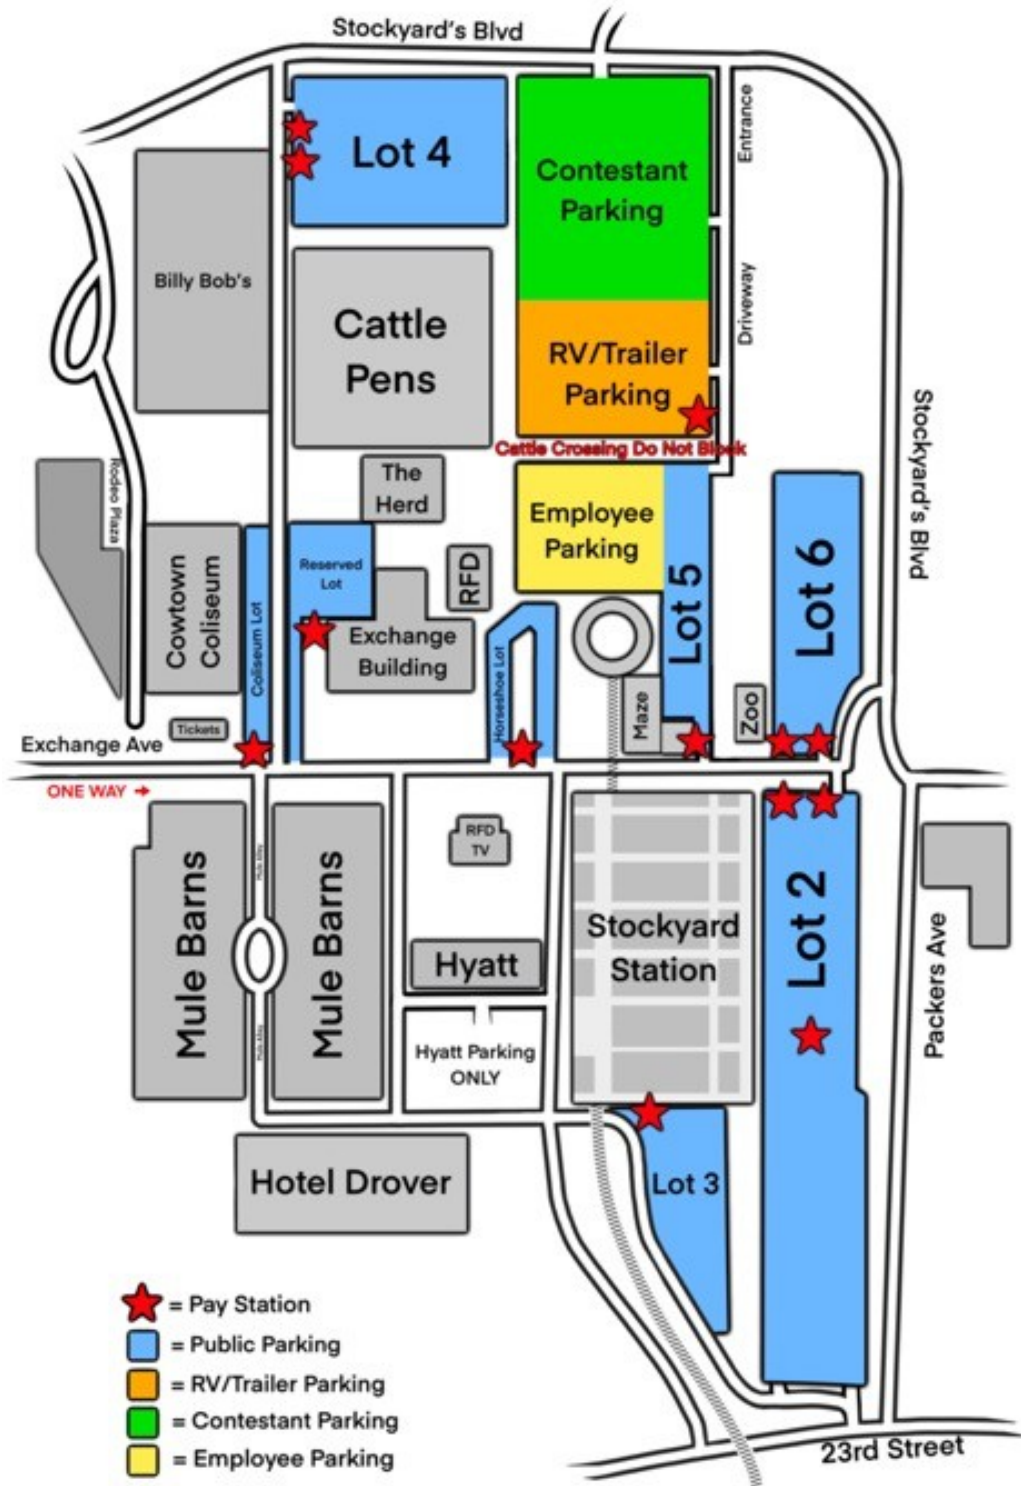 Stockyard's Blvd
Lot 4
Contestant
Parking
Entrance
Billy Bob's
Cattle
Pens
RV/Trailer
Parking
Driveway
Stockyard's Blvd
Cattle Crossing Do Not Block
The
Herd
Rodeo Plaza
Employee
Parking
Cowtown
Coliseum
Coliseum Lot
Reserved
Lot
RFD
Exchange
Building
Horseshoe Lot
Lot 5
Lot 6
Maze
Zoo
Tickets
Exchange Ave
ONE WAY →
Mule Barns
Mule Alley
Mule Barns
RFD
TV
Lot 2
Stockyard
Station
Hyatt
Packers Ave
Mule Alley
Hyatt Parking
ONLY
Hotel Drover
Lot 3
= Pay Station
= Public Parking
= RV/Trailer Parking
= Contestant Parking
= Employee Parking
23rd Street